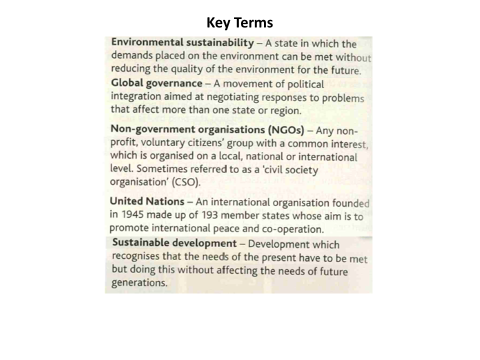 Key Terms
Environmental sustainability – A state in which the
demands placed on the environment can be met without
reducing the quality of the environment for the future.
Global governance – A movement of political
integration aimed at negotiating responses to problems
that affect more than one state or region.
Non-government organisations (NGOs) – Any non-
profit, voluntary citizens' group with a common interest,
which is organised on a local, national or international
level. Sometimes referred to as a 'civil society
organisation' (CSO).
United Nations – An international organisation founded
in 1945 made up of 193 member states whose aim is to
promote international peace and co-operation.
Sustainable development – Development which
recognises that the needs of the present have to be met
but doing this without affecting the needs of future
generations.